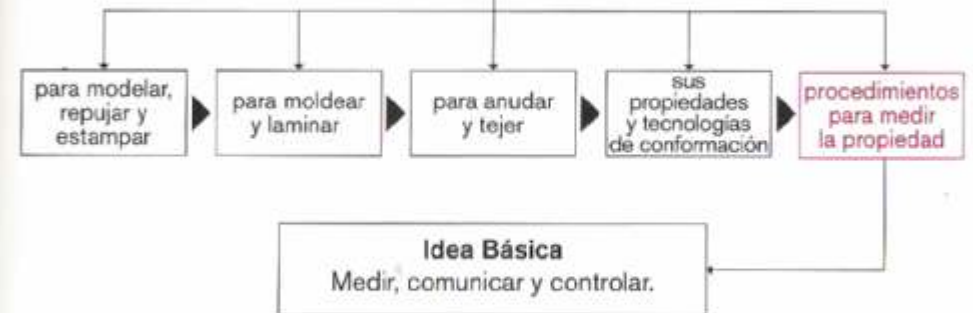 para modelar,
repujar y
estampar
para moldear
y laminar
para anudar
y tejer
sus
propiedades
y tecnologías
de conformación
procedimientos
para medir
la propiedad
Idea Básica
Medir, comunicar y controlar.